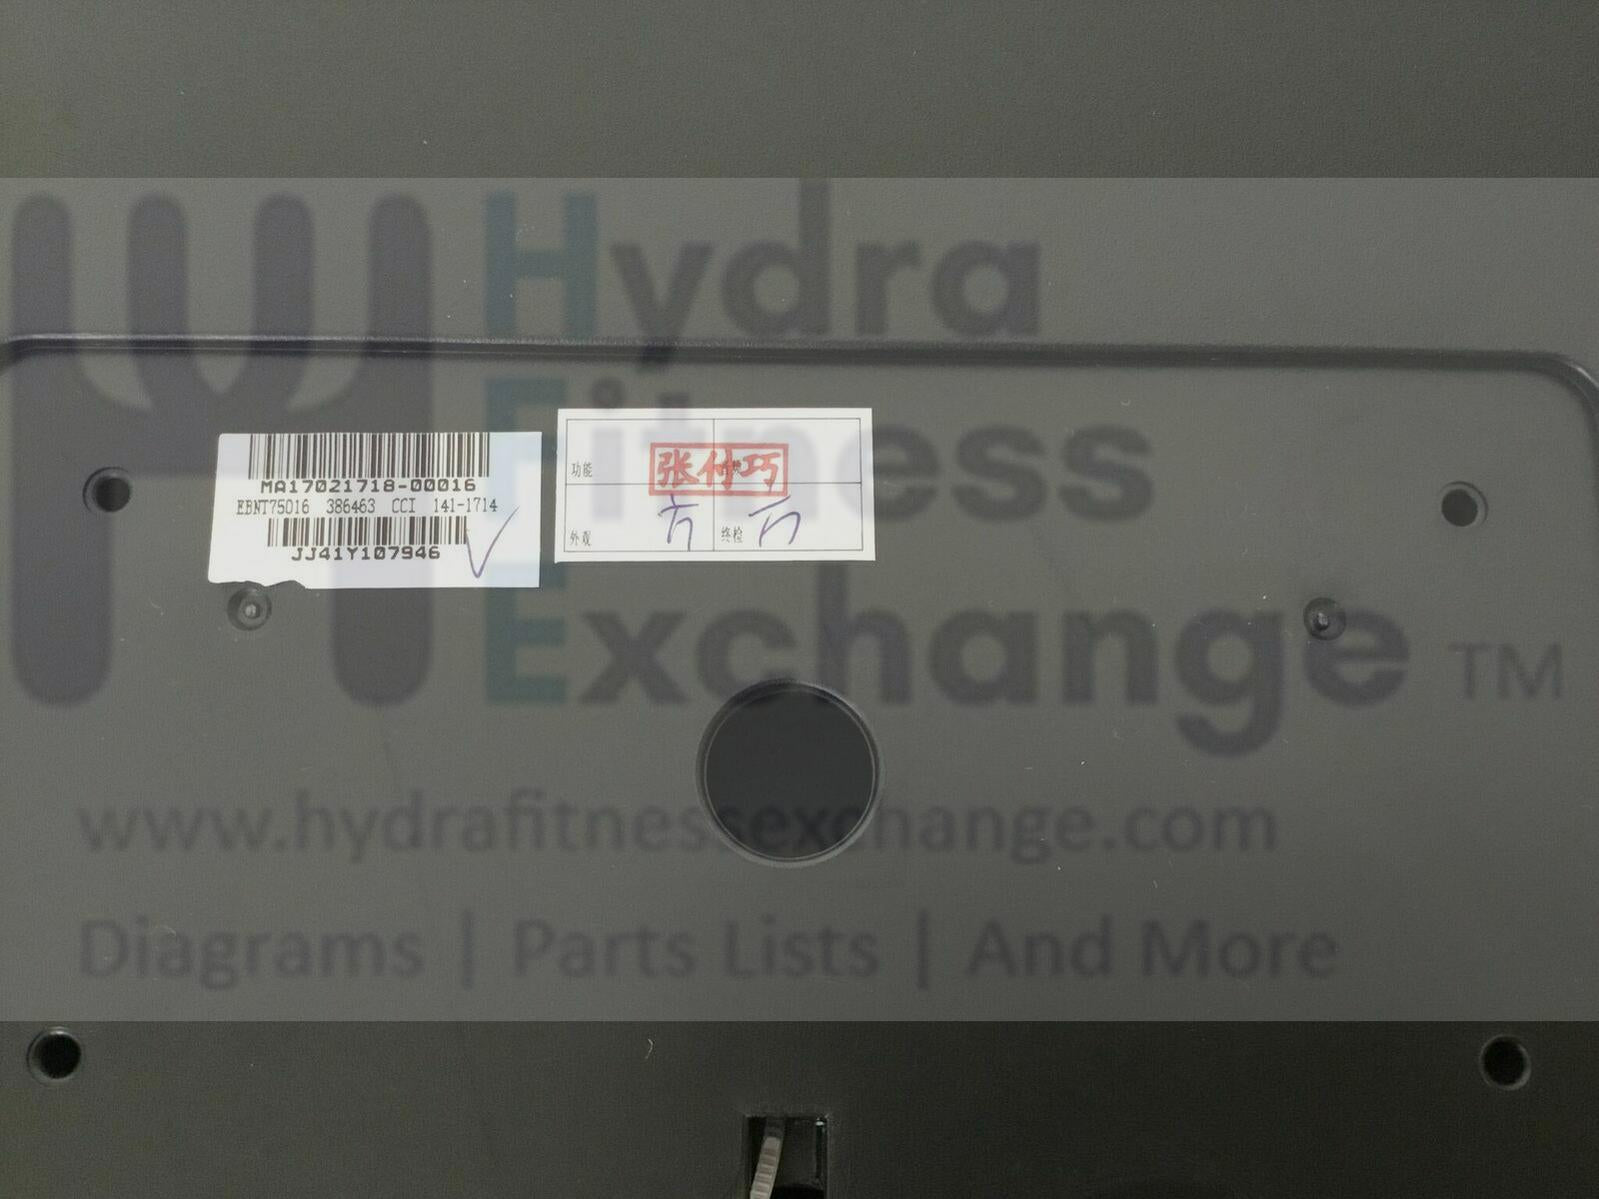 Hydra
Fitness
Exchange TM
MA17021718-00016
EBNT75016 386463 CCI 141-1714
JJ41Y107946
功能
张付巧
外观
终检
www.hydrafitnessexchange.com
Diagrams | Parts Lists | And More